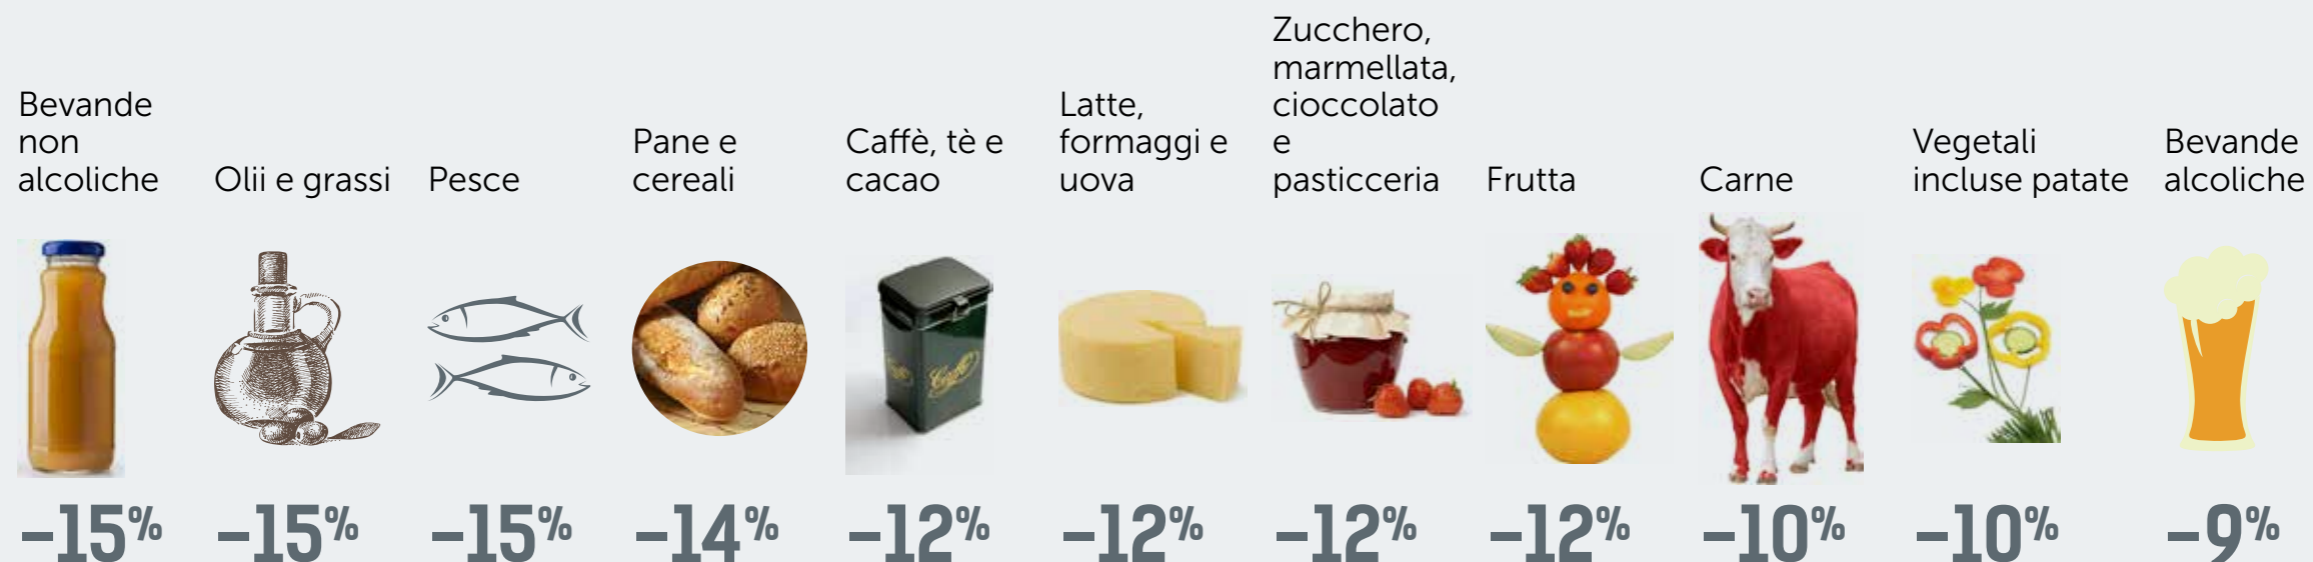 Bevande
non
alcoliche
Olii e grassi
Pesce
Pane e
cereali
Caffè, tè e
cacao
Latte,
formaggi e
uova
Zucchero,
marmellata,
cioccolato
e
pasticceria
Frutta
Carne
Vegetali
incluse patate
Bevande
alcoliche
Caffè
–15%
–15%
–15%
–14%
–12%
–12%
–12%
–12%
–10%
–10%
–9%